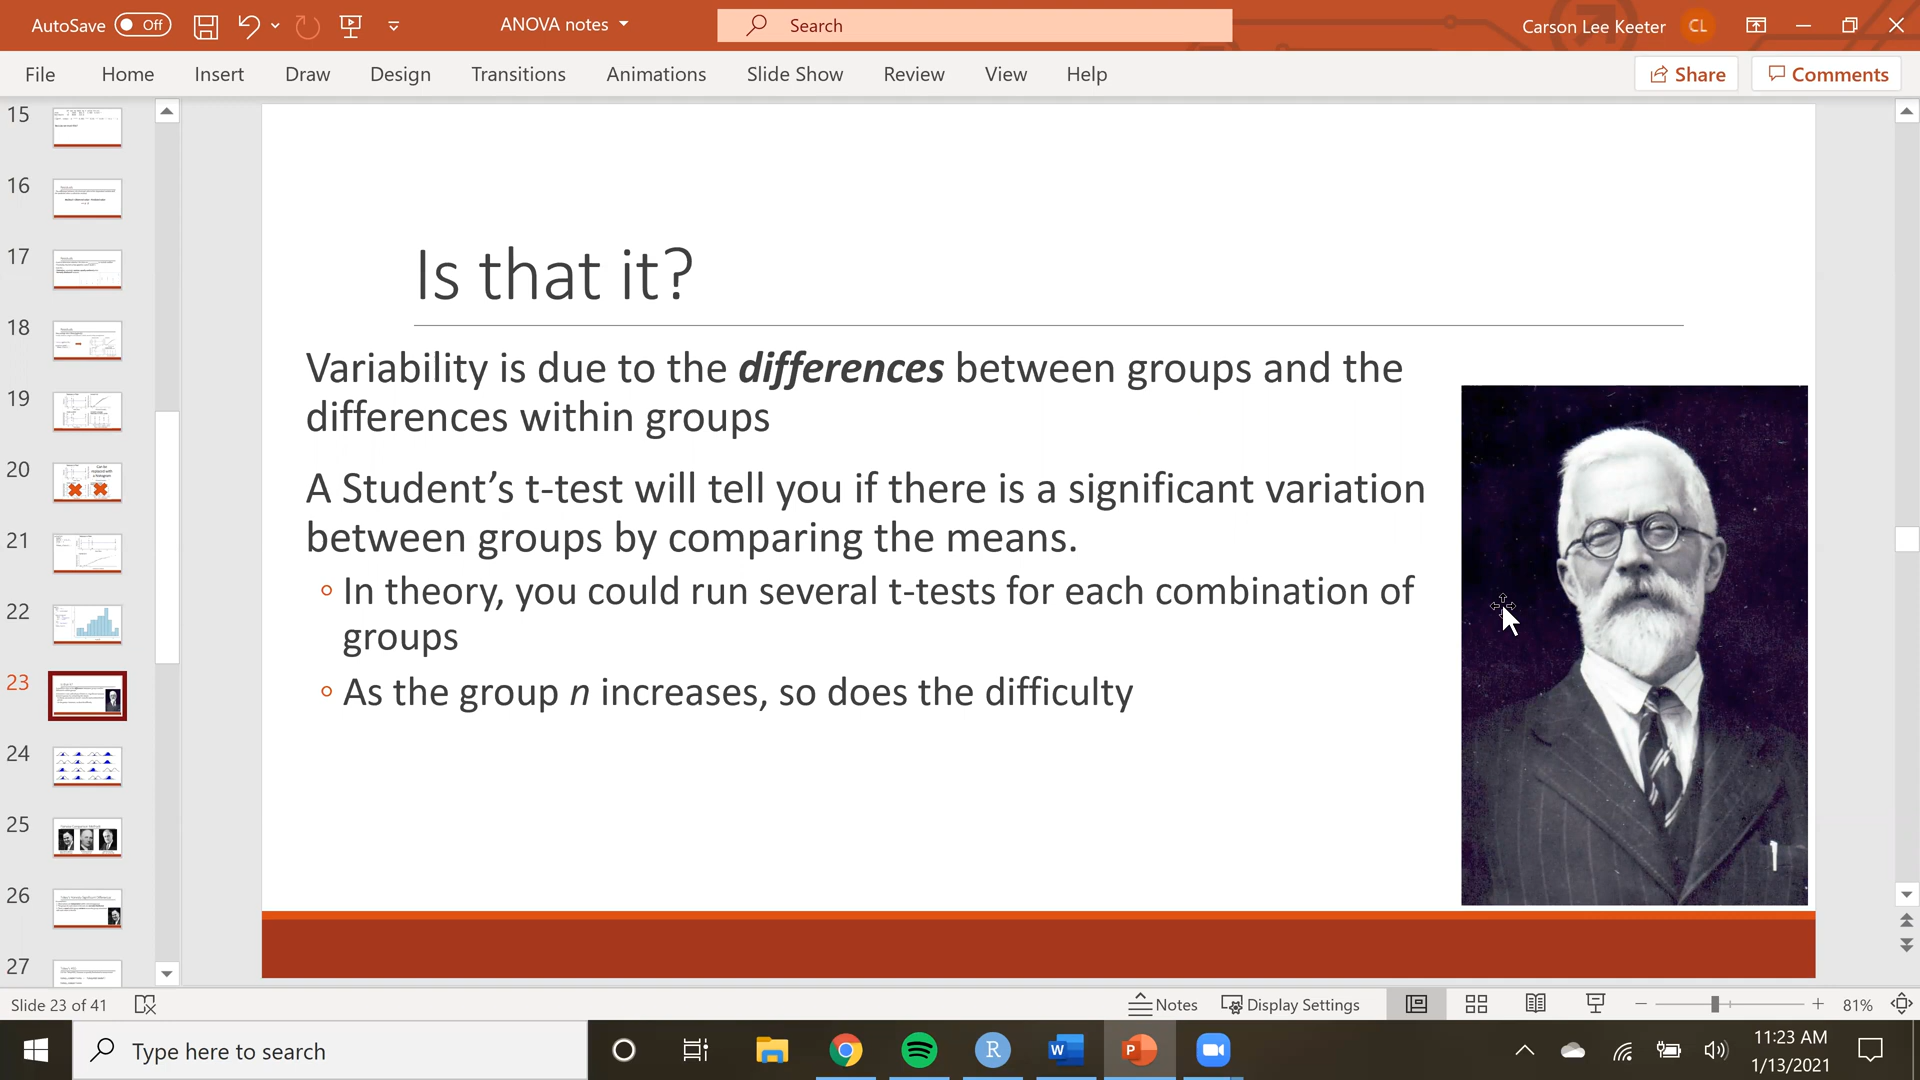 AutoSave Off ANOVA notes Search Carson Lee Keeter CL
File Home Insert Draw Design Transitions Animations Slide Show Review View Help Share Comments
15
16
17
18
19
20
21
22
23
24
25
26
27
Is that it?
Variability is due to the differences between groups and the
differences within groups
A Student’s t-test will tell you if there is a significant variation
between groups by comparing the means.
In theory, you could run several t-tests for each combination of
groups
As the group n increases, so does the difficulty
Slide 23 of 41 Notes Display Settings 81%
Type here to search R W P 11:23 AM
1/13/2021